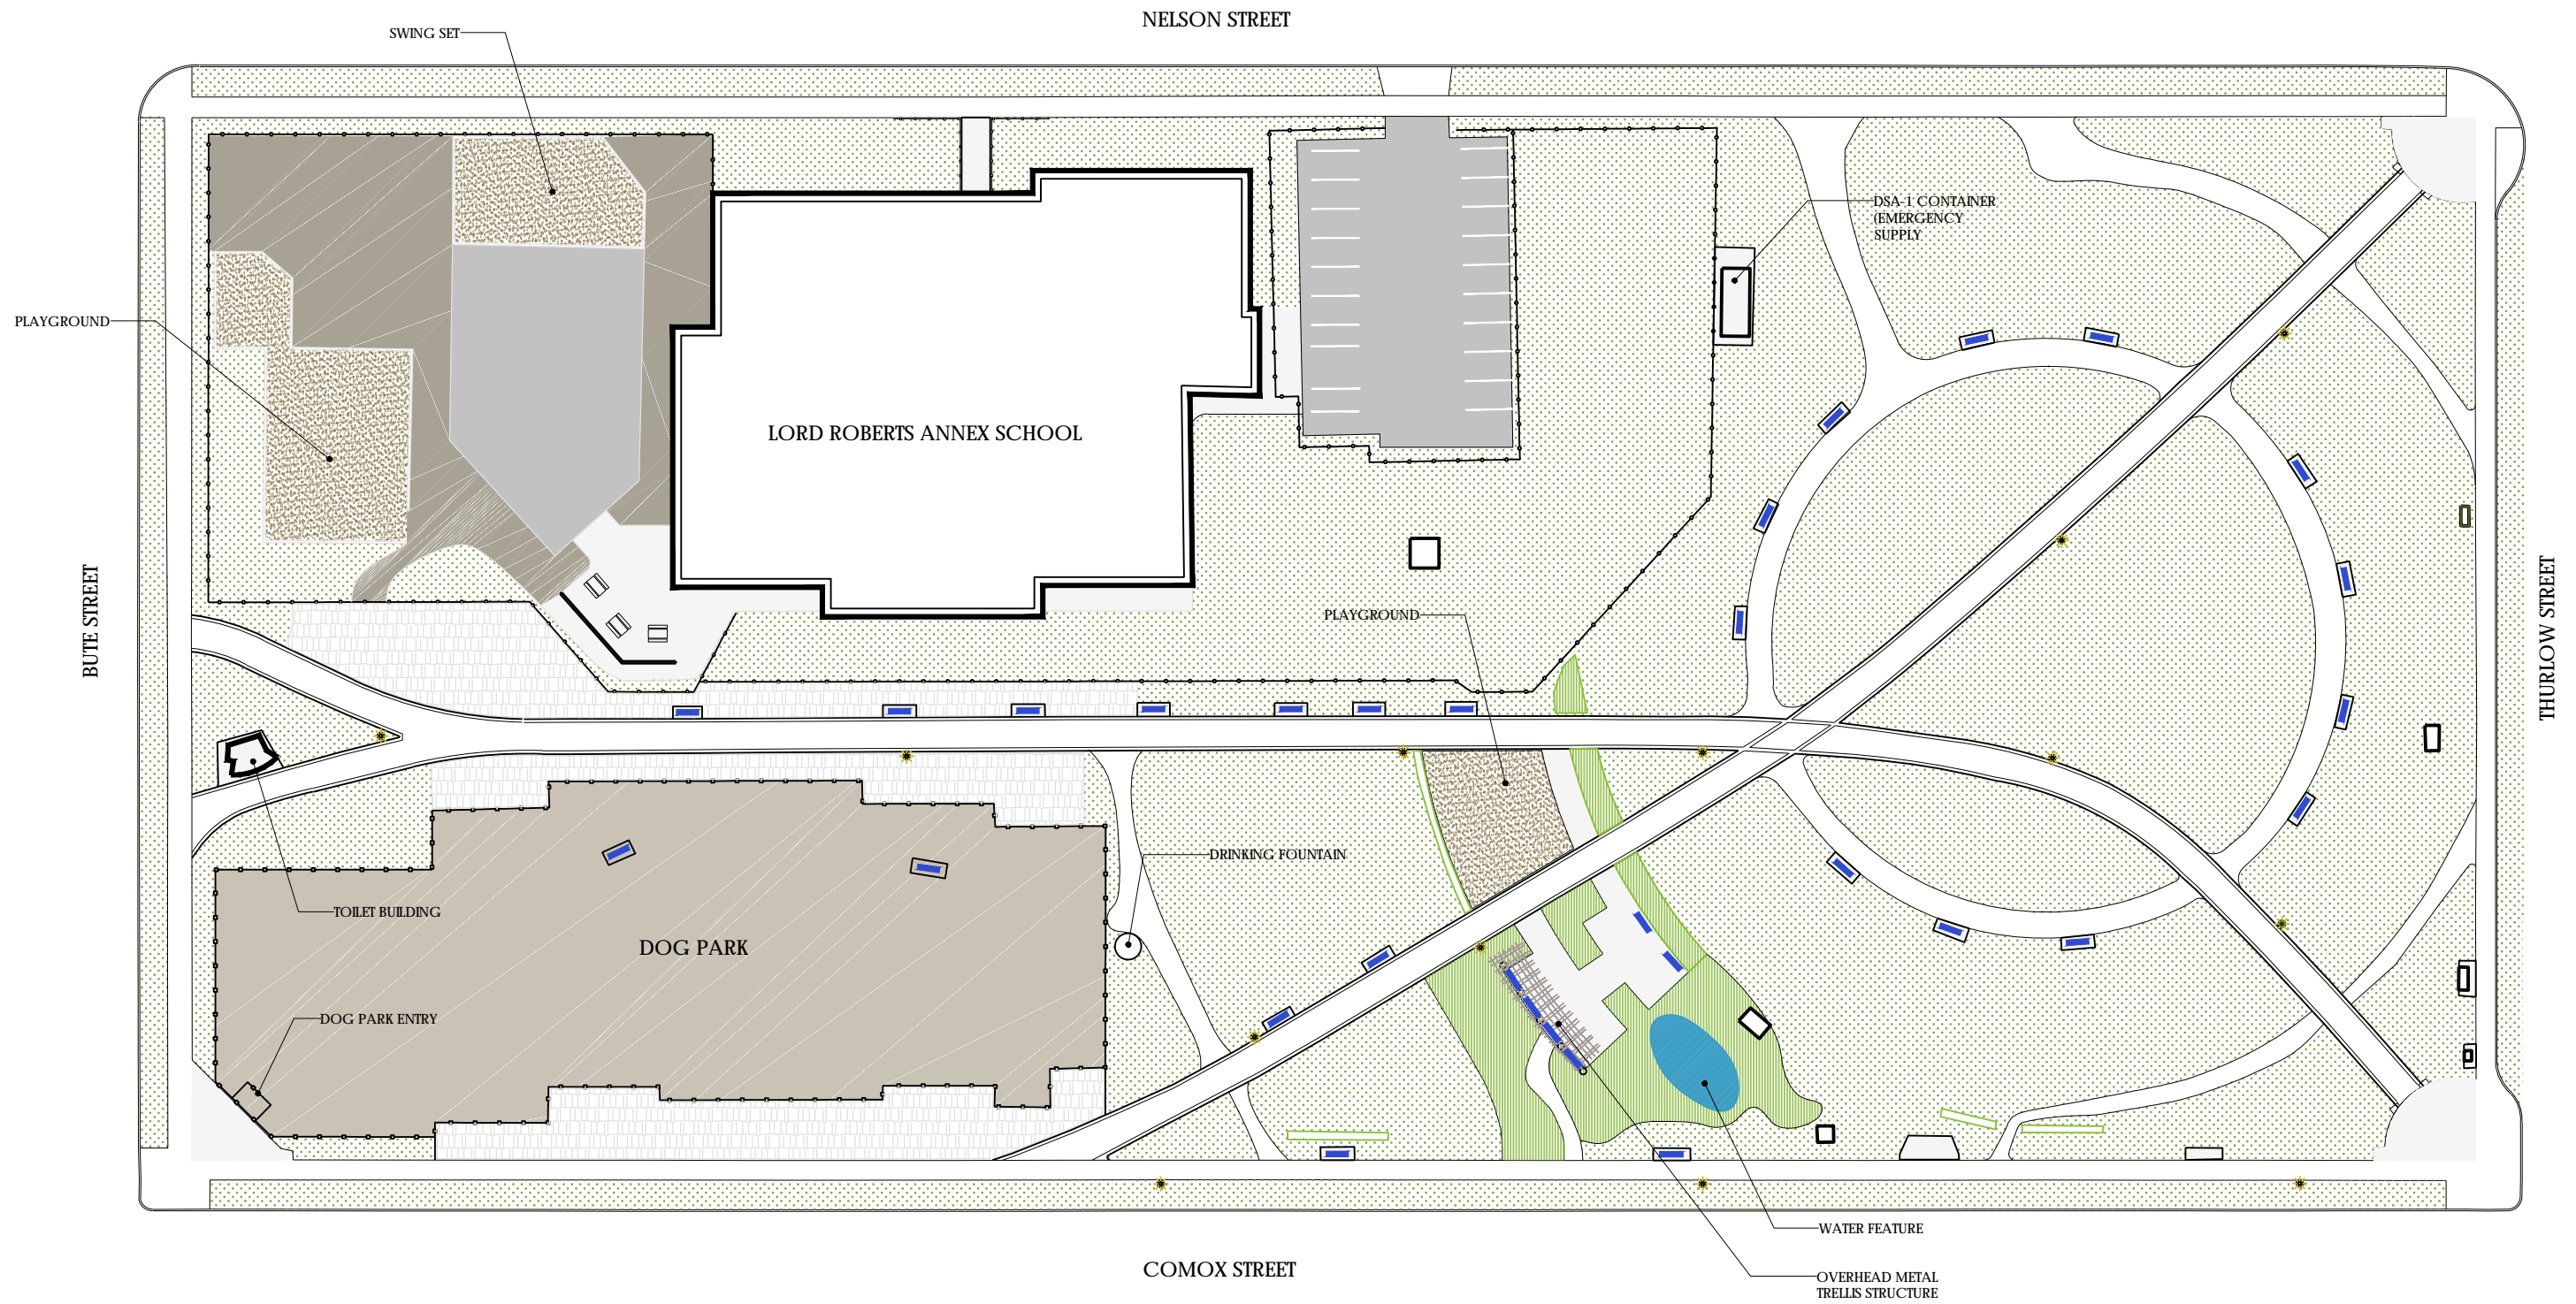 NELSON STREET
SWING SET
DSA-1 CONTAINER
(EMERGENCY
SUPPLY
PLAYGROUND
LORD ROBERTS ANNEX SCHOOL
BUTE STREET
THURLOW STREET
PLAYGROUND
DRINKING FOUNTAIN
TOILET BUILDING
DOG PARK
DOG PARK ENTRY
WATER FEATURE
COMOX STREET
OVERHEAD METAL
TRELLIS STRUCTURE